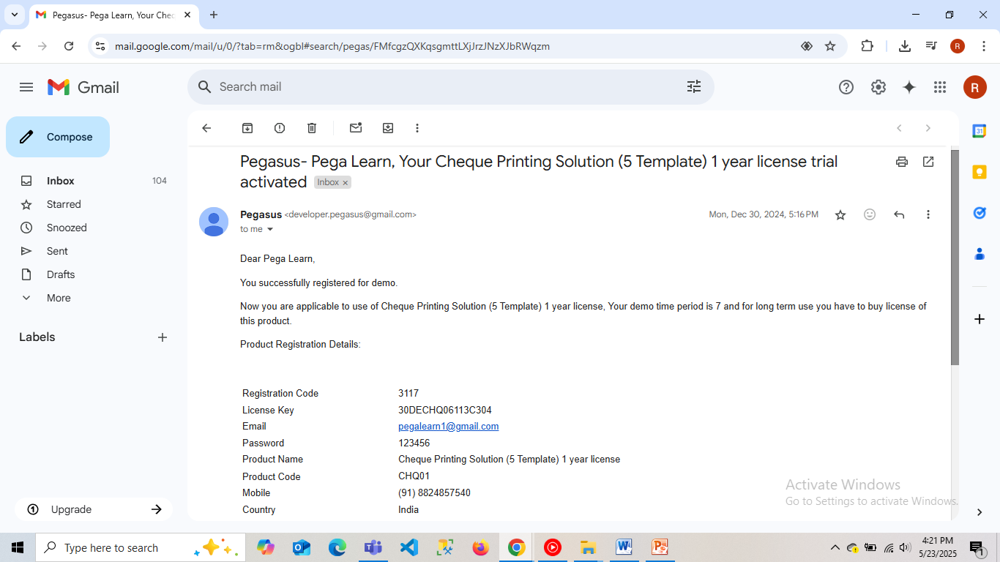 Pegasus- Pega Learn, Your Chec
mail.google.com/mail/u/0/?tab=rm&ogbl#search/pegas/FMfcgzQXKqsgmttLXjJrzJNzXJbRWqzm
R
Gmail
Search mail
R
Compose
Inbox 104
Starred
Snoozed
Sent
Drafts
More
Labels
Upgrade
31
Pegasus- Pega Learn, Your Cheque Printing Solution (5 Template) 1 year license trial
activated Inbox ×
Pegasus <developer.pegasus@gmail.com> Mon, Dec 30, 2024, 5:16 PM
to me
Dear Pega Learn,
You successfully registered for demo.
Now you are applicable to use of Cheque Printing Solution (5 Template) 1 year license, Your demo time period is 7 and for long term use you have to buy license of
this product.
Product Registration Details:
Registration Code 3117
License Key 30DECHQ06113C304
Email pegalearn1@gmail.com
Password 123456
Product Name Cheque Printing Solution (5 Template) 1 year license
Product Code CHQ01
Mobile (91) 8824857540
Country India
Activate Windows
Go to Settings to activate Windows.
Type here to search
4:21 PM
5/23/2025
1